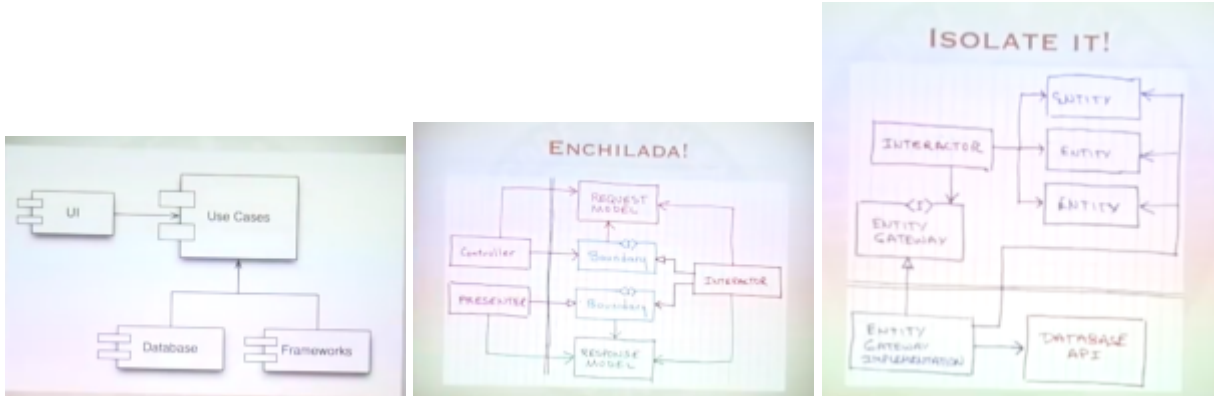 UI
Use Cases
Database
Frameworks
ENCHILADA!
REQUEST
MODEL
Controller
<I>
Boundary
INTERACTOR
PRESENTER
<I>
Boundary
RESPONSE
MODEL
ISOLATE IT!
ENTITY
INTERACTOR
ENTITY
ENTITY
<I>
ENTITY
GATEWAY
ENTITY
GATEWAY
IMPLEMENTATION
DATABASE
API